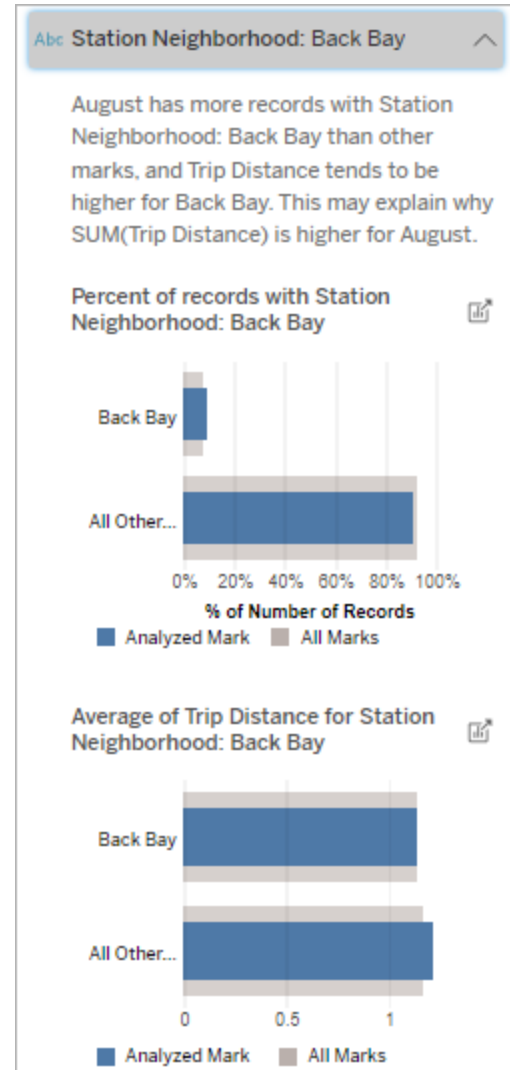 Abc Station Neighborhood: Back Bay
August has more records with Station
Neighborhood: Back Bay than other
marks, and Trip Distance tends to be
higher for Back Bay. This may explain why
SUM(Trip Distance) is higher for August.
Percent of records with Station
Neighborhood: Back Bay
Back Bay
All Other...
0% 20% 40% 60% 80% 100%
% of Number of Records
Analyzed Mark All Marks
Average of Trip Distance for Station
Neighborhood: Back Bay
Back Bay
All Other...
0 0.5 1
Analyzed Mark All Marks